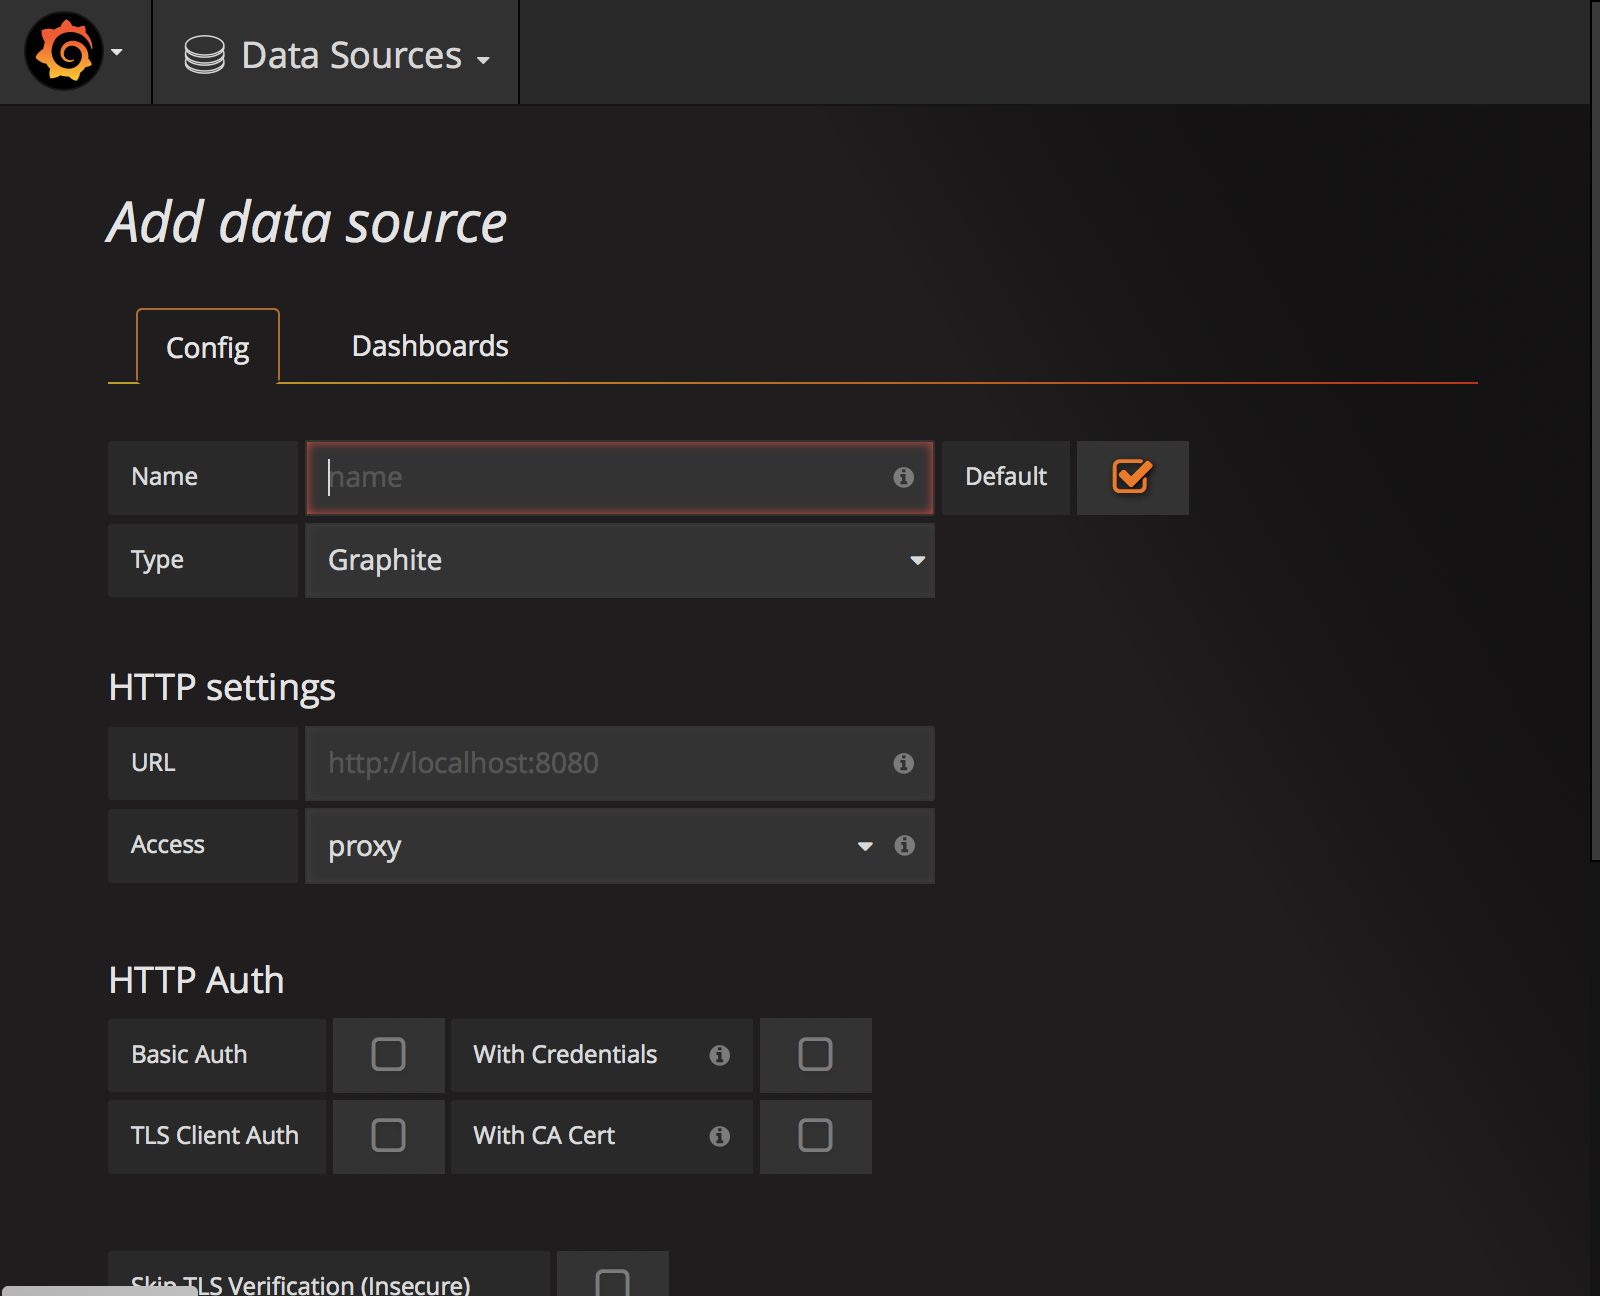 Data Sources
Add data source
Config Dashboards
Name name Default
Type Graphite
HTTP settings
URL http://localhost:8080
Access proxy
HTTP Auth
Basic Auth With Credentials
TLS Client Auth With CA Cert
Skip TLS Verification (Insecure)